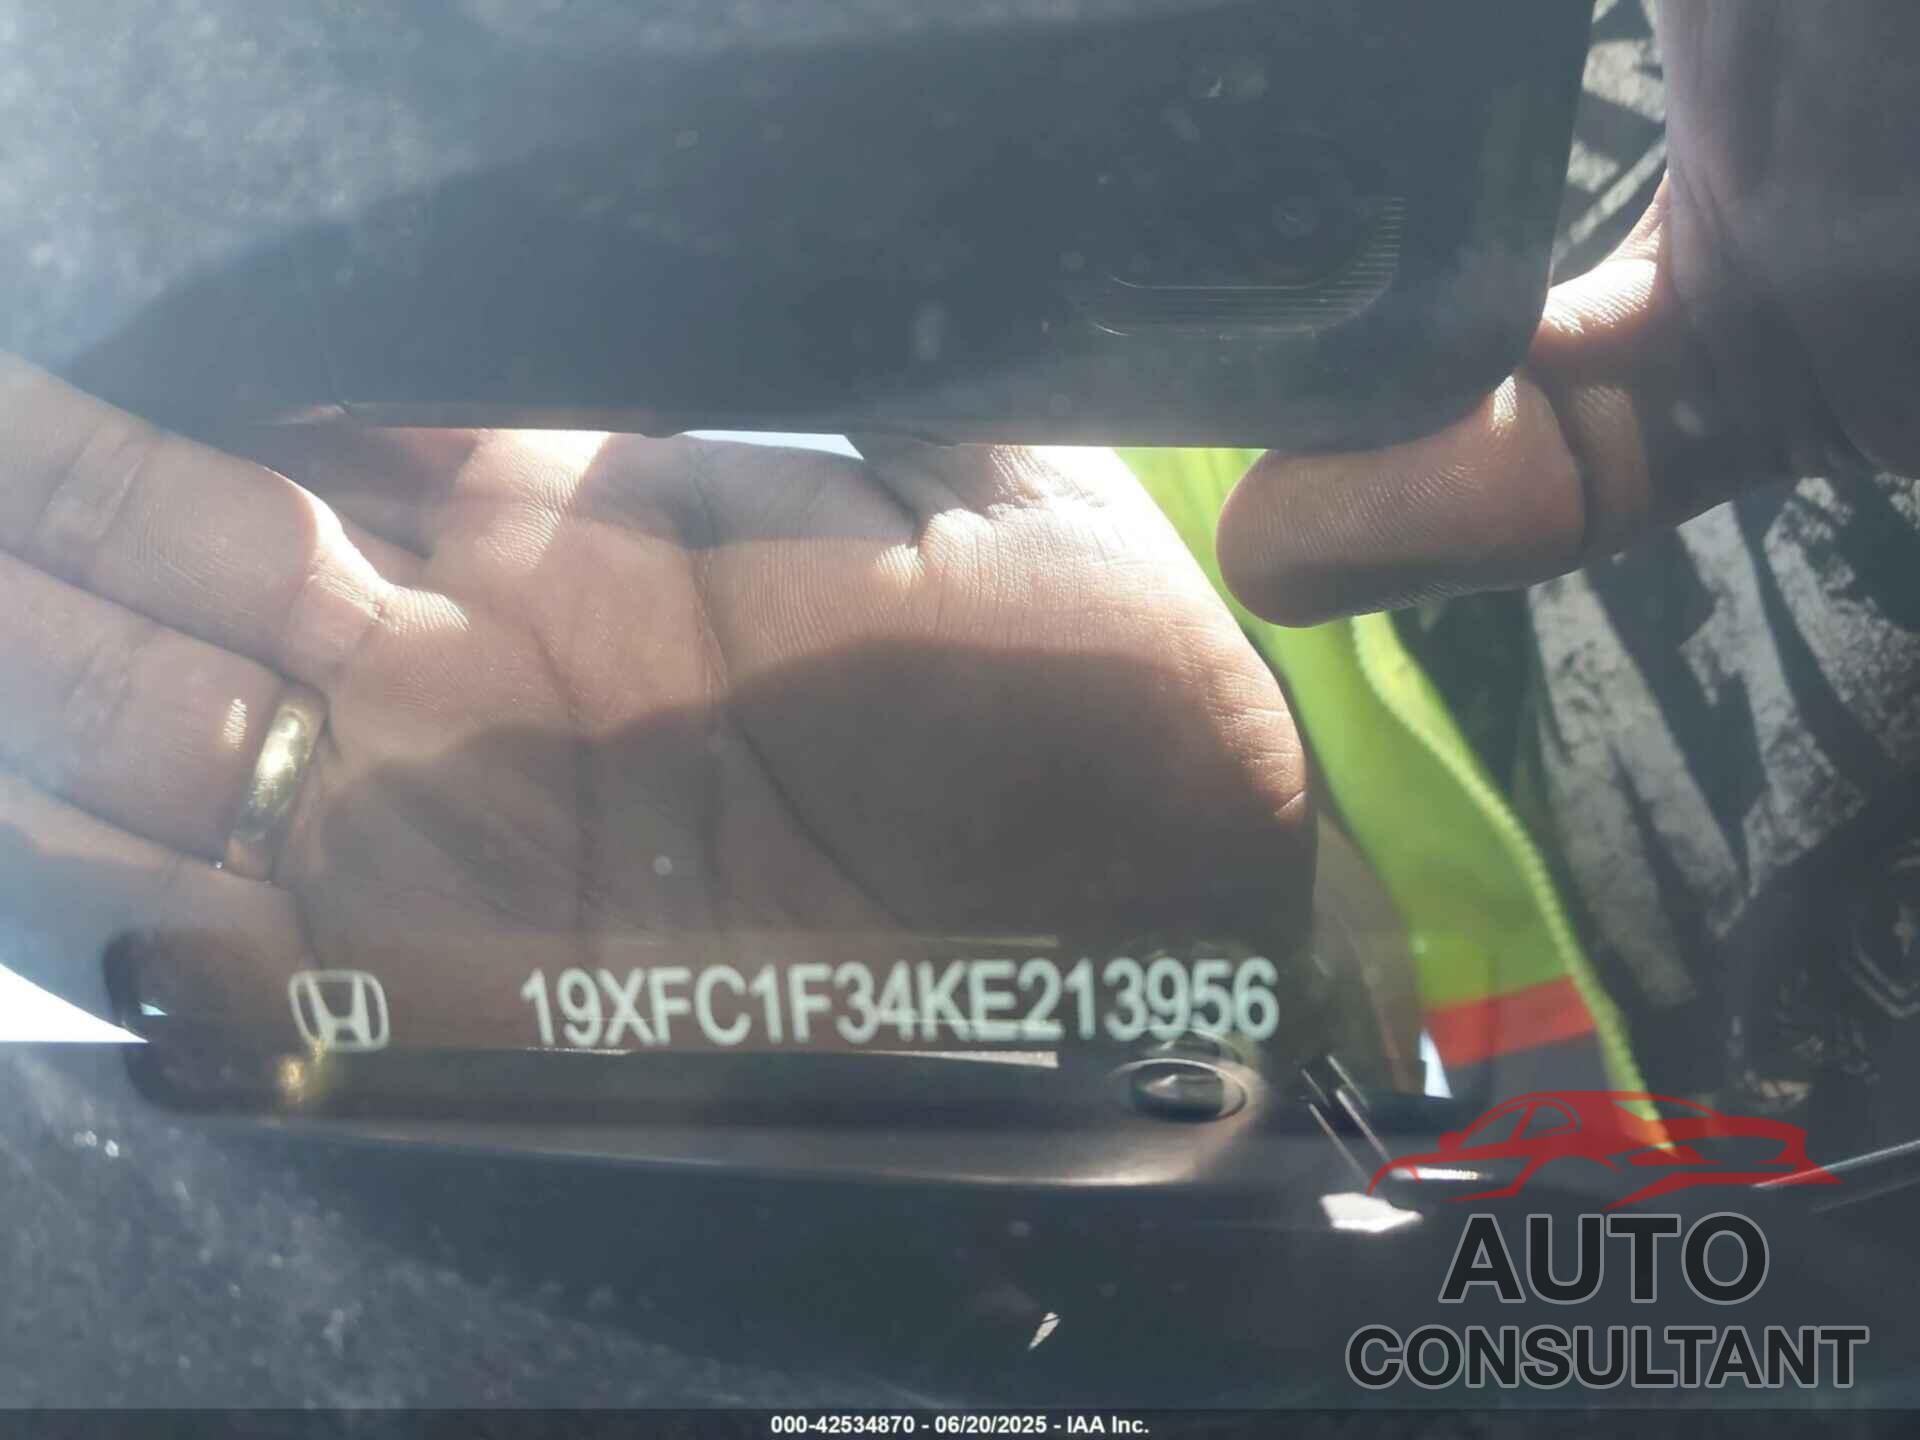 19XFC1F34KE213956
AUTO
CONSULTANT
000-42534870 - 06/20/2025 - IAA Inc.